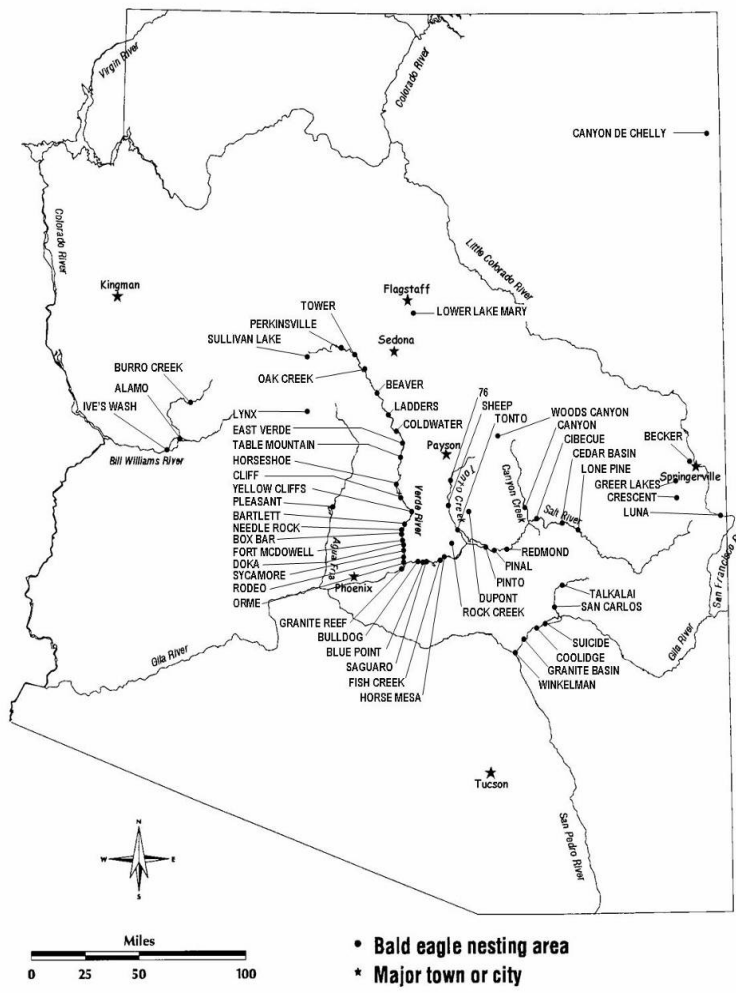 Virgin River
Colorado River
CANYON DE CHELLY
Colorado River
Little Colorado River
Kingman
Flagstaff
LOWER LAKE MARY
TOWER
PERKINSVILLE
SULLIVAN LAKE
Sedona
OAK CREEK
BURRO CREEK
ALAMO
IVE'S WASH
Bill Williams River
BEAVER
LADDERS
COLDWATER
LYNX
EAST VERDE
TABLE MOUNTAIN
HORSESHOE
CLIFF
YELLOW CLIFFS
PLEASANT
BARTLETT
NEEDLE ROCK
BOX BAR
FORT MCDOWELL
DOKA
SYCAMORE
RODEO
ORME
Verde River
Agua Fria
Phoenix
76
SHEEP
TONTO
Payson
Tonto Creek
WOODS CANYON
CANYON
CIBECUE
CEDAR BASIN
LONE PINE
Canyon Creek
Salt River
BECKER
Springerville
GREER LAKES
CRESCENT
LUNA
San Francisco
REDMOND
PINAL
PINTO
DUPONT
ROCK CREEK
GRANITE REEF
BULLDOG
BLUE POINT
SAGUARO
FISH CREEK
HORSE MESA
TALKALAI
SAN CARLOS
SUICIDE
COOLIDGE
GRANITE BASIN
WINKELMAN
Gila River
Gila River
Tucson
San Pedro River
N
W E
S
Miles
0 25 50 100
Bald eagle nesting area
Major town or city